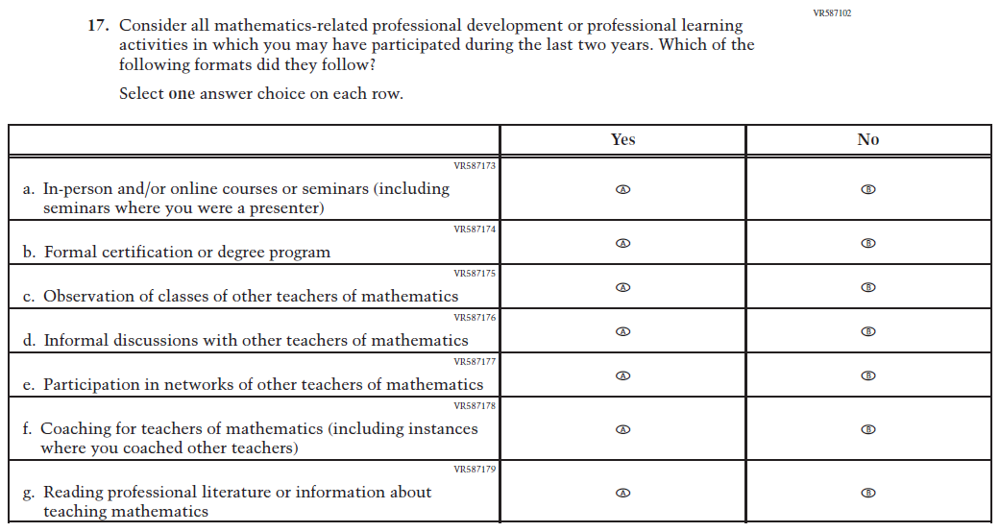 VR587102
17. Consider all mathematics-related professional development or professional learning
activities in which you may have participated during the last two years. Which of the
following formats did they follow?
Select one answer choice on each row.
Yes No
VR587173
a. In-person and/or online courses or seminars (including
seminars where you were a presenter)
A B
VR587174
b. Formal certification or degree program
A B
VR587175
c. Observation of classes of other teachers of mathematics
A B
VR587176
d. Informal discussions with other teachers of mathematics
A B
VR587177
e. Participation in networks of other teachers of mathematics
A B
VR587178
f. Coaching for teachers of mathematics (including instances
where you coached other teachers)
A B
VR587179
g. Reading professional literature or information about
teaching mathematics
A B